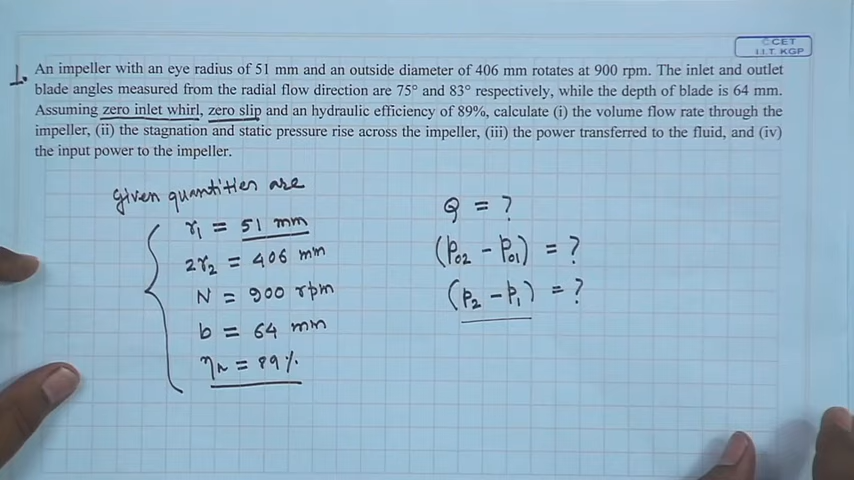 ©CET
I.I.T. KGP
1. An impeller with an eye radius of 51 mm and an outside diameter of 406 mm rotates at 900 rpm. The inlet and outlet
blade angles measured from the radial flow direction are 75° and 83° respectively, while the depth of blade is 64 mm.
Assuming zero inlet whirl, zero slip and an hydraulic efficiency of 89%, calculate (i) the volume flow rate through the
impeller, (ii) the stagnation and static pressure rise across the impeller, (iii) the power transferred to the fluid, and (iv)
the input power to the impeller.
Given quantities are
r₁ = 51 mm
2r₂ = 406 mm
N = 900 rpm
b = 64 mm
ηₕ = 89%
Q = ?
(p₀₂ - p₀₁) = ?
(p₂ - p₁) = ?